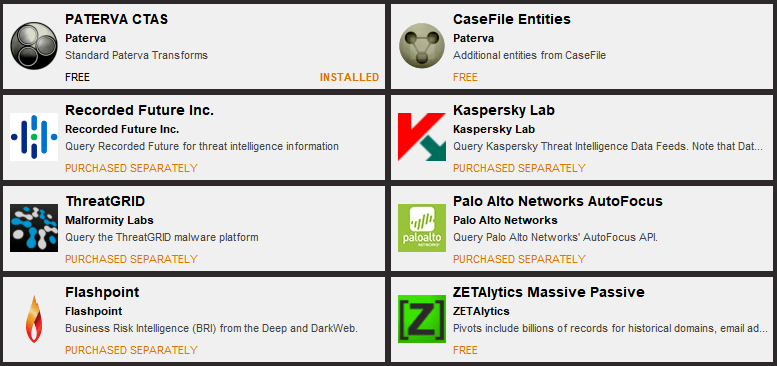 PATERVA CTAS
Paterva
Standard Paterva Transforms
FREE
INSTALLED
CaseFile Entities
Paterva
Additional entities from CaseFile
FREE
Recorded Future Inc.
Recorded Future Inc.
Query Recorded Future for threat intelligence information
PURCHASED SEPARATELY
Kaspersky Lab
Kaspersky Lab
Query Kaspersky Threat Intelligence Data Feeds. Note that Dat...
PURCHASED SEPARATELY
ThreatGRID
Malformity Labs
Query the ThreatGRID malware platform
PURCHASED SEPARATELY
paloalto
NETWORKS
Palo Alto Networks AutoFocus
Palo Alto Networks
Query Palo Alto Networks' AutoFocus API.
PURCHASED SEPARATELY
Flashpoint
Flashpoint
Business Risk Intelligence (BRI) from the Deep and DarkWeb.
PURCHASED SEPARATELY
[Z]
ZETAlytics Massive Passive
ZETAlytics
Pivots include billions of records for historical domains, email ad...
FREE